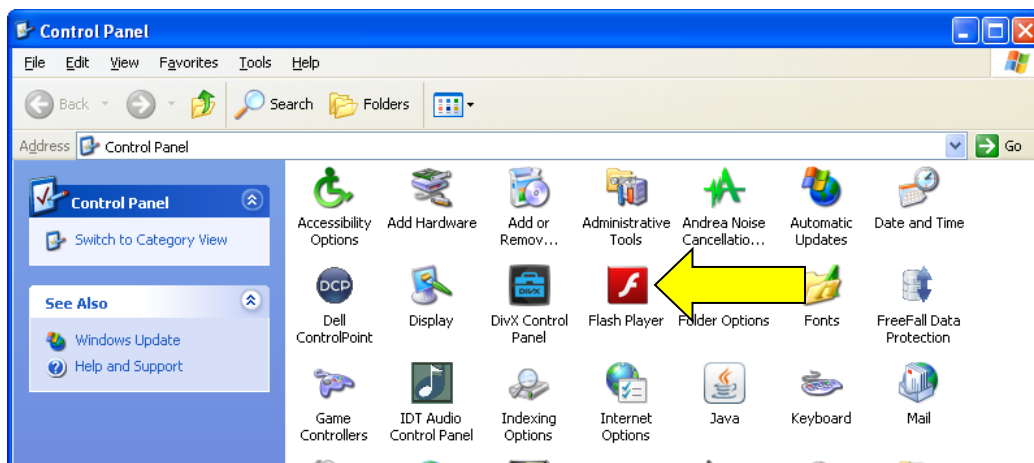 Control Panel
File Edit View Favorites Tools Help
Back Search Folders
Address Control Panel Go
Control Panel
Switch to Category View
See Also
Windows Update
Help and Support
Accessibility Options
Add Hardware
Add or Remov...
Administrative Tools
Andrea Noise Cancellatio...
Automatic Updates
Date and Time
DCP
Dell ControlPoint
Display
DIVX
DivX Control Panel
Flash Player
Folder Options
Fonts
FreeFall Data Protection
Game Controllers
IDT Audio Control Panel
Indexing Options
Internet Options
Java
Keyboard
Mail